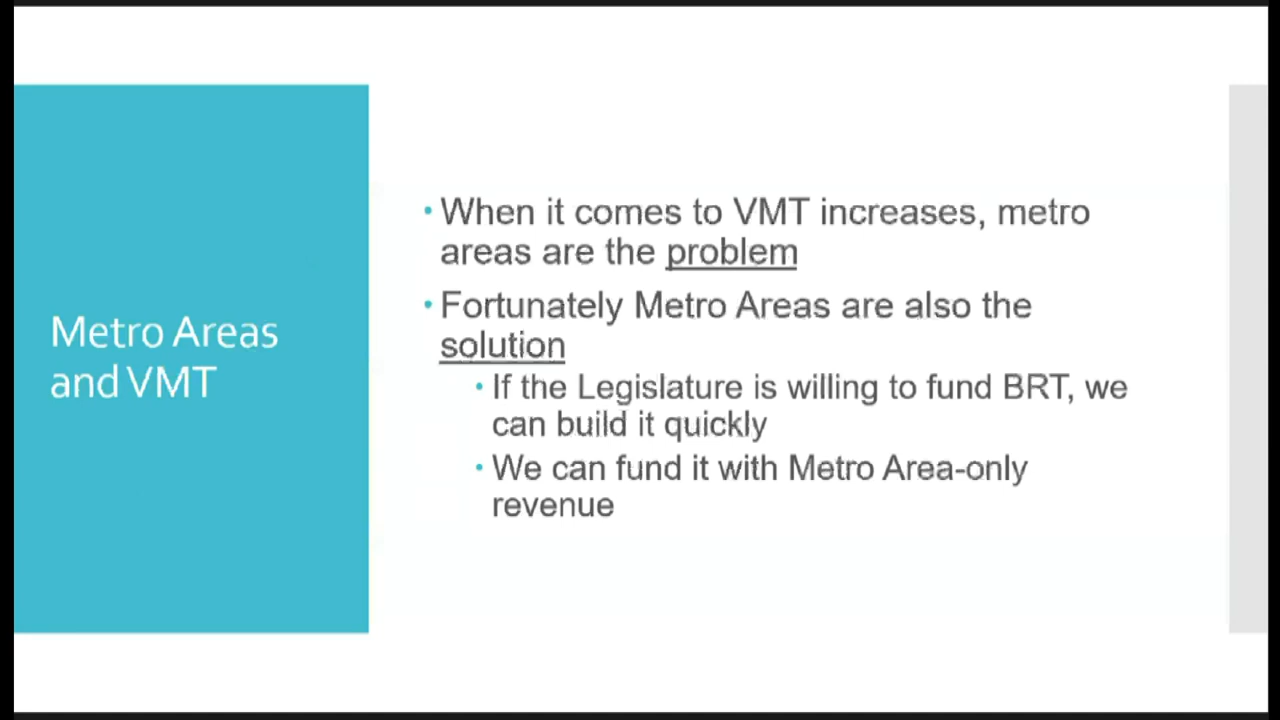 Metro Areas
and VMT
• When it comes to VMT increases, metro
areas are the problem
• Fortunately Metro Areas are also the
solution
• If the Legislature is willing to fund BRT, we
can build it quickly
• We can fund it with Metro Area-only
revenue